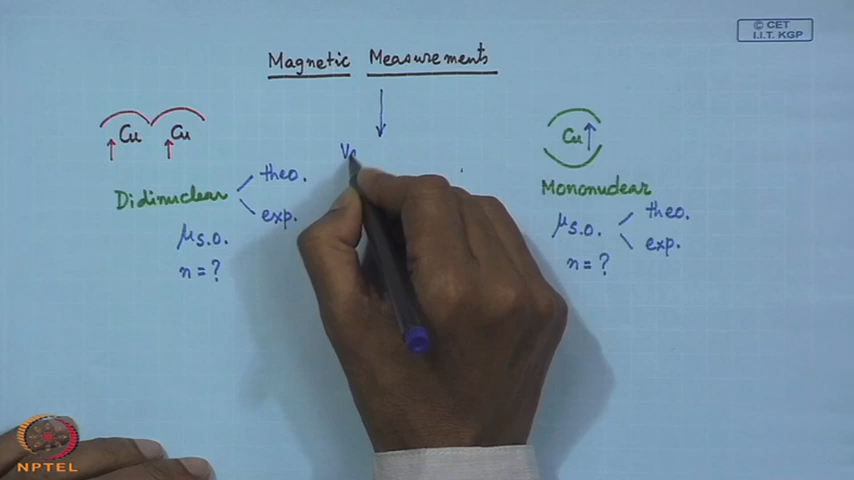 © CET
I.I.T. KGP
Magnetic Measurements
Cu Cu
Cu
Didinuclear
theo.
exp.
μs.o.
n = ?
Mononuclear
μs.o.
theo.
exp.
n = ?
NPTEL